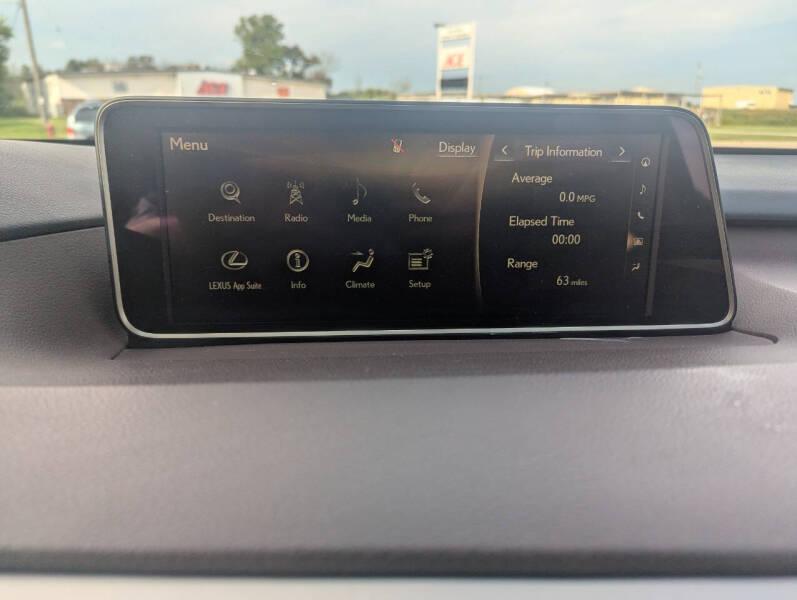 ACE
ACE
Menu
Display
Destination
Radio
Media
Phone
LEXUS App Suite
Info
Climate
Setup
< Trip Information >
Average
0.0 MPG
Elapsed Time
00:00
Range
63 miles